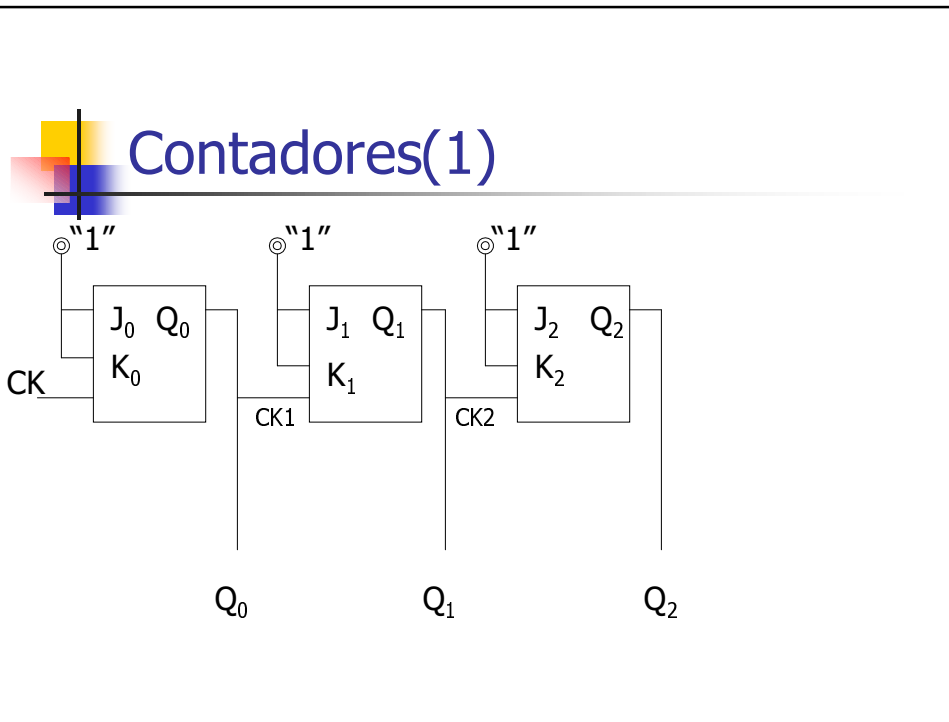 Contadores(1)
“1” “1” “1”
J0 Q0 J1 Q1 J2 Q2
K0 K1 K2
CK
CK1 CK2
Q0 Q1 Q2